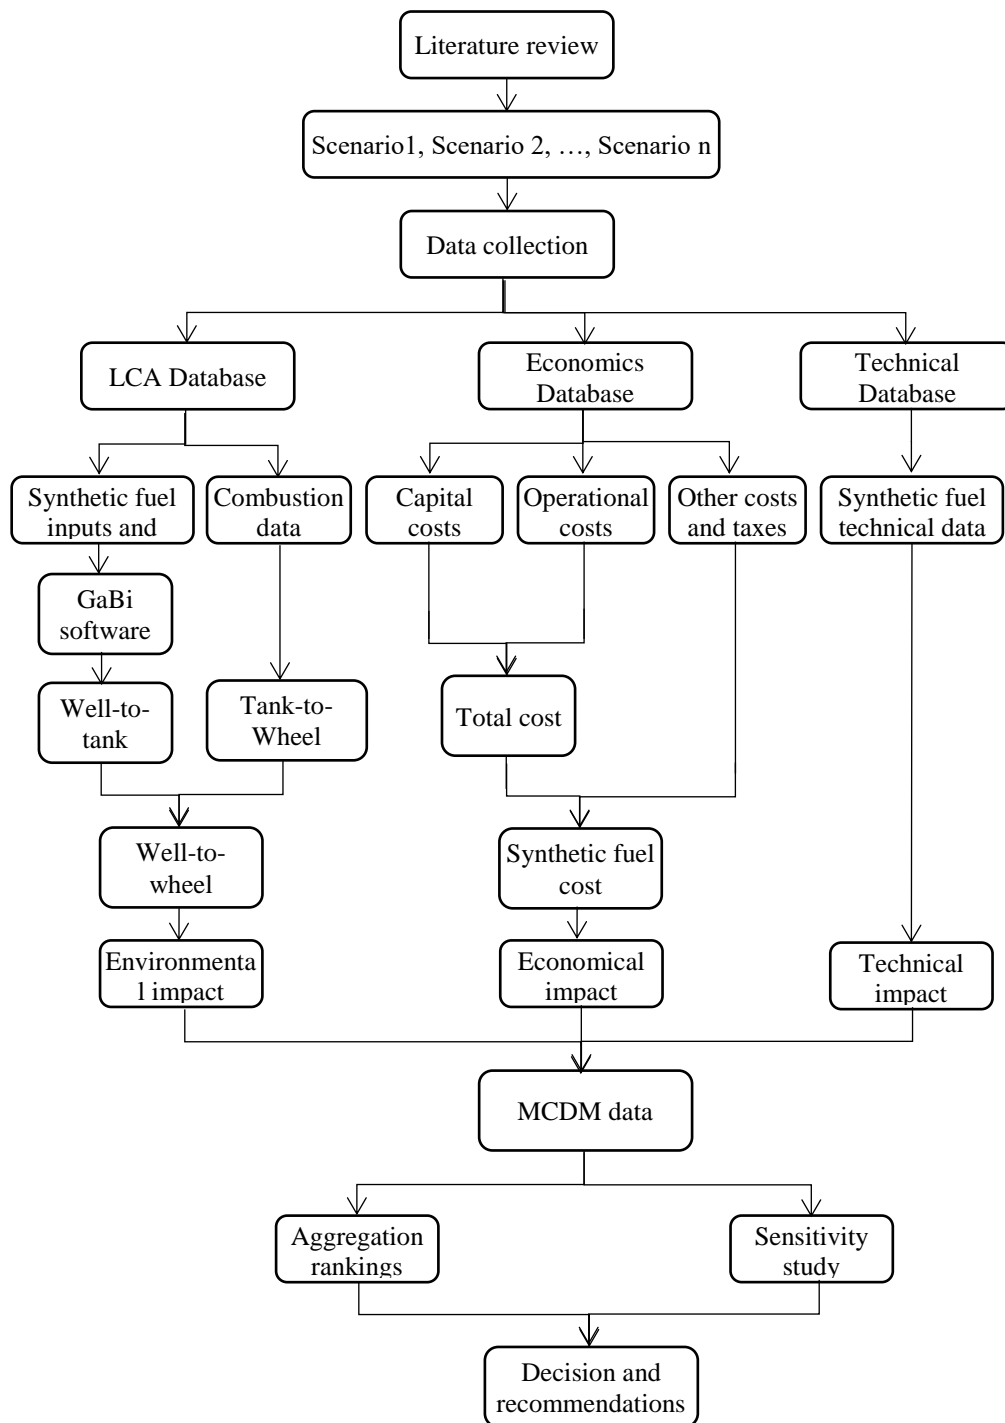 Literature review
Scenario1, Scenario 2, …, Scenario n
Data collection
LCA Database
Economics
Database
Technical
Database
Synthetic fuel
inputs and
Combustion
data
Capital
costs
Operational
costs
Other costs
and taxes
Synthetic fuel
technical data
GaBi
software
Well-to-
tank
Tank-to-
Wheel
Total cost
Well-to-
wheel
Synthetic fuel
cost
Environmenta
l impact
Economical
impact
Technical
impact
MCDM data
Aggregation
rankings
Sensitivity
study
Decision and
recommendations